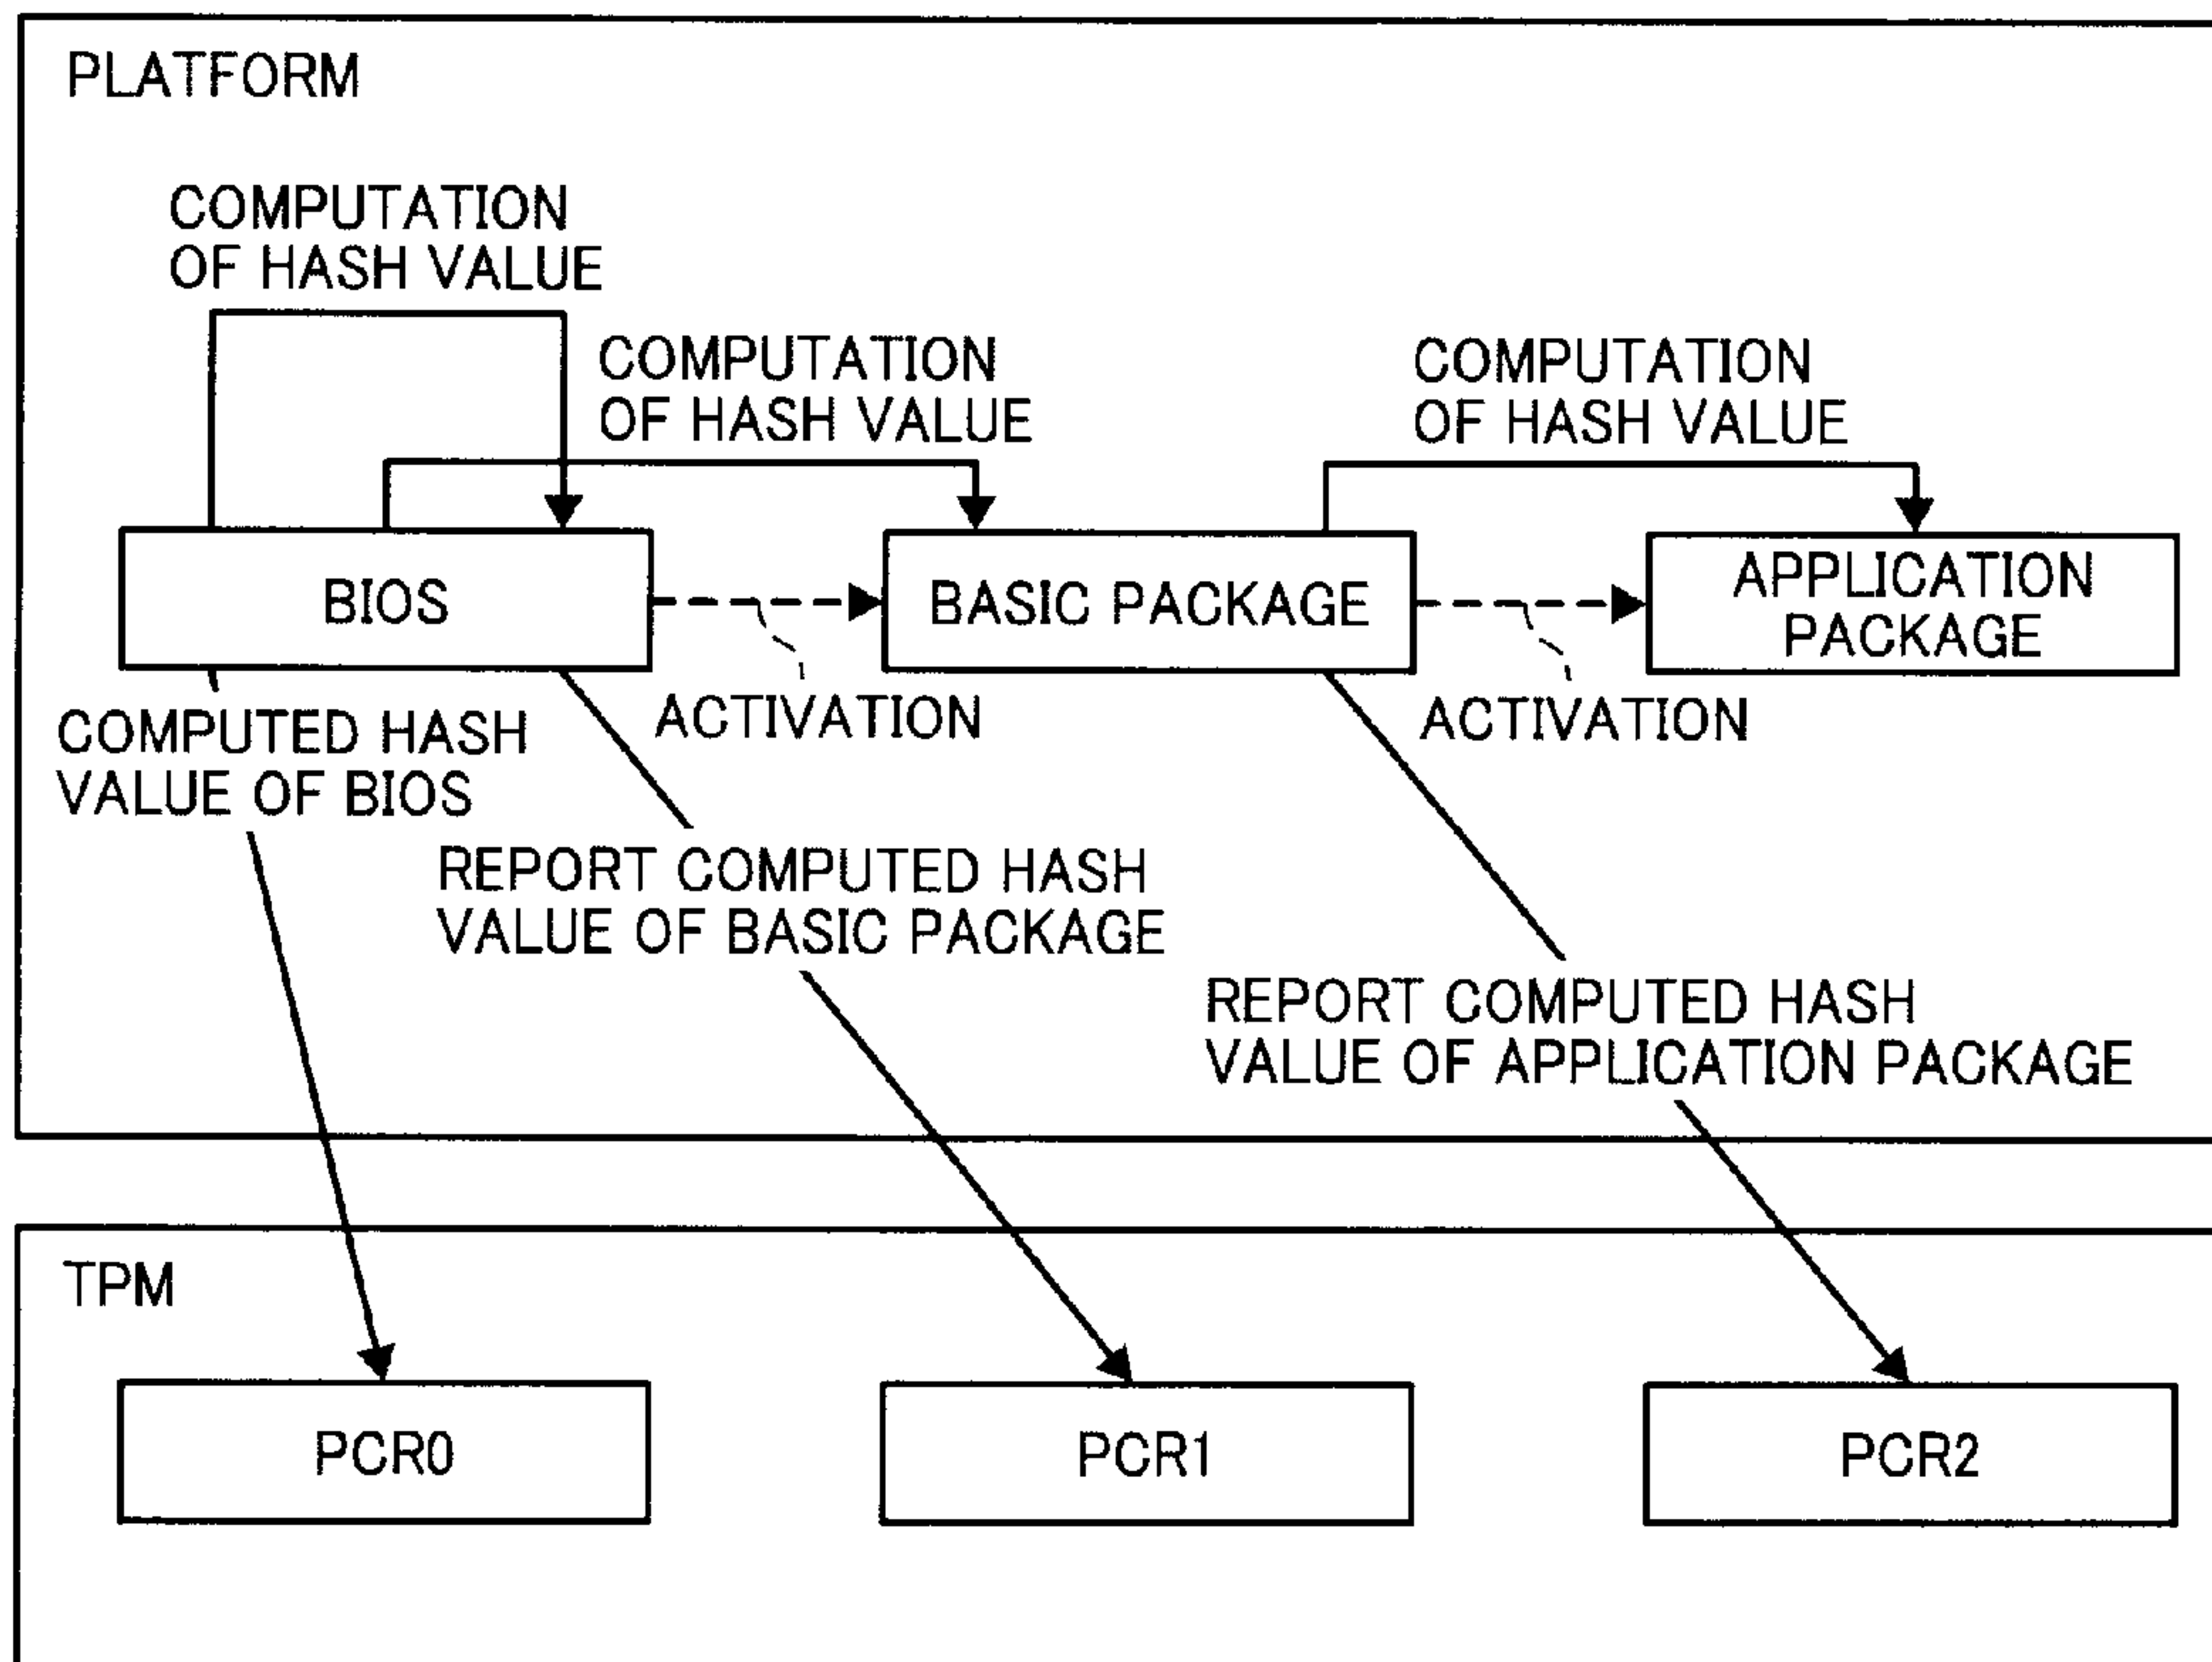 PLATFORM
COMPUTATION
OF HASH VALUE
COMPUTATION
OF HASH VALUE
COMPUTATION
OF HASH VALUE
BIOS
BASIC PACKAGE
APPLICATION
PACKAGE
ACTIVATION
ACTIVATION
COMPUTED HASH
VALUE OF BIOS
REPORT COMPUTED HASH
VALUE OF BASIC PACKAGE
REPORT COMPUTED HASH
VALUE OF APPLICATION PACKAGE
TPM
PCR0
PCR1
PCR2